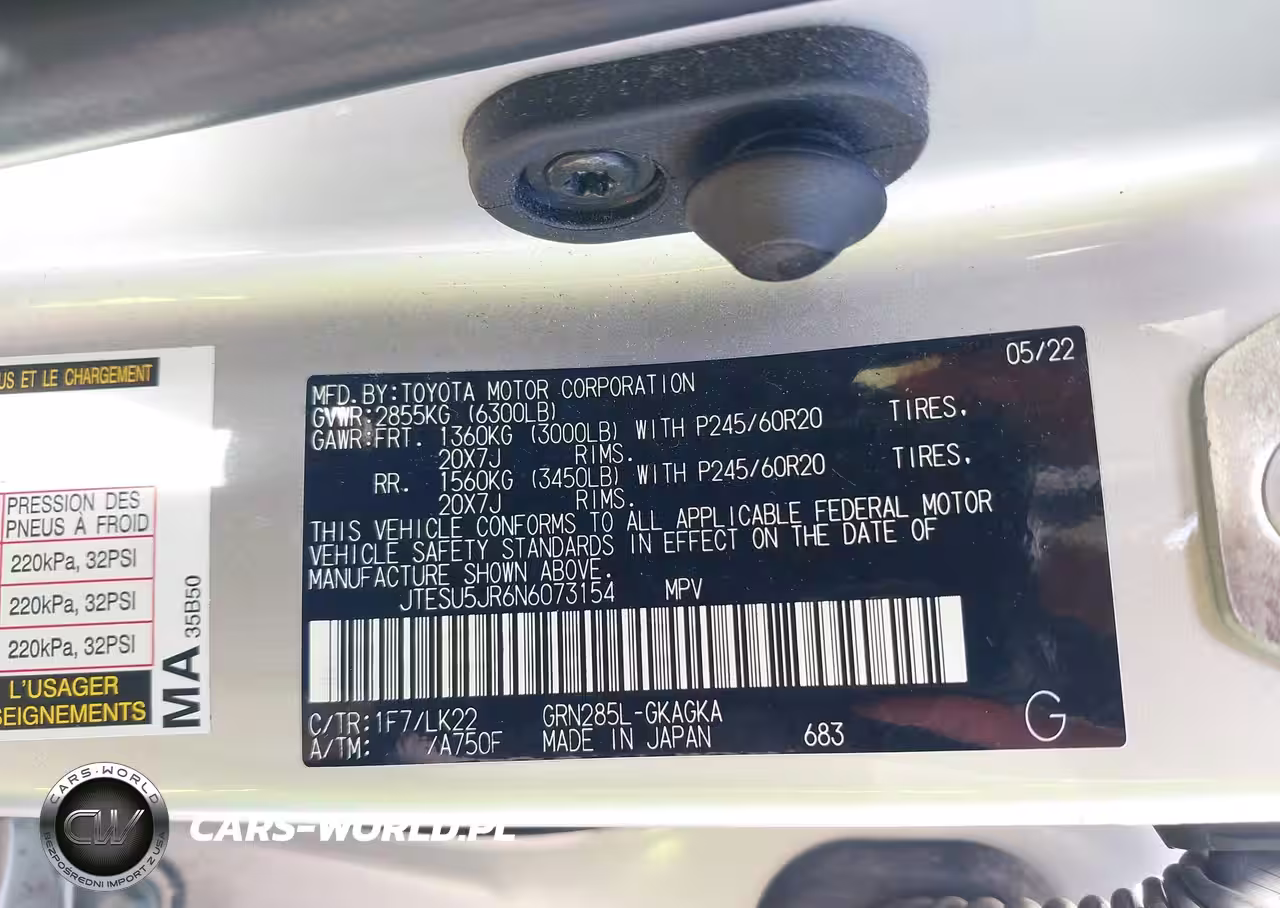 US ET LE CHARGEMENT
PRESSION DES
PNEUS À FROID
220kPa, 32PSI
220kPa, 32PSI
220kPa, 32PSI
L'USAGER
SEIGNEMENTS
MA 35B50
05/22
MFD.BY:TOYOTA MOTOR CORPORATION
GVWR:2855KG (6300LB)
GAWR:FRT. 1360KG (3000LB) WITH P245/60R20 TIRES.
20X7J RIMS.
RR. 1560KG (3450LB) WITH P245/60R20 TIRES.
20X7J RIMS.
THIS VEHICLE CONFORMS TO ALL APPLICABLE FEDERAL MOTOR
VEHICLE SAFETY STANDARDS IN EFFECT ON THE DATE OF
MANUFACTURE SHOWN ABOVE.
JTESU5JR6N6073154 MPV
C/TR:1F7/LK22 GRN285L-GKAGKA
A/TM: /A750F MADE IN JAPAN 683
G
CARS-WORLD
CW
BEZPOŚREDNI IMPORT Z USA
CARS-WORLD.PL